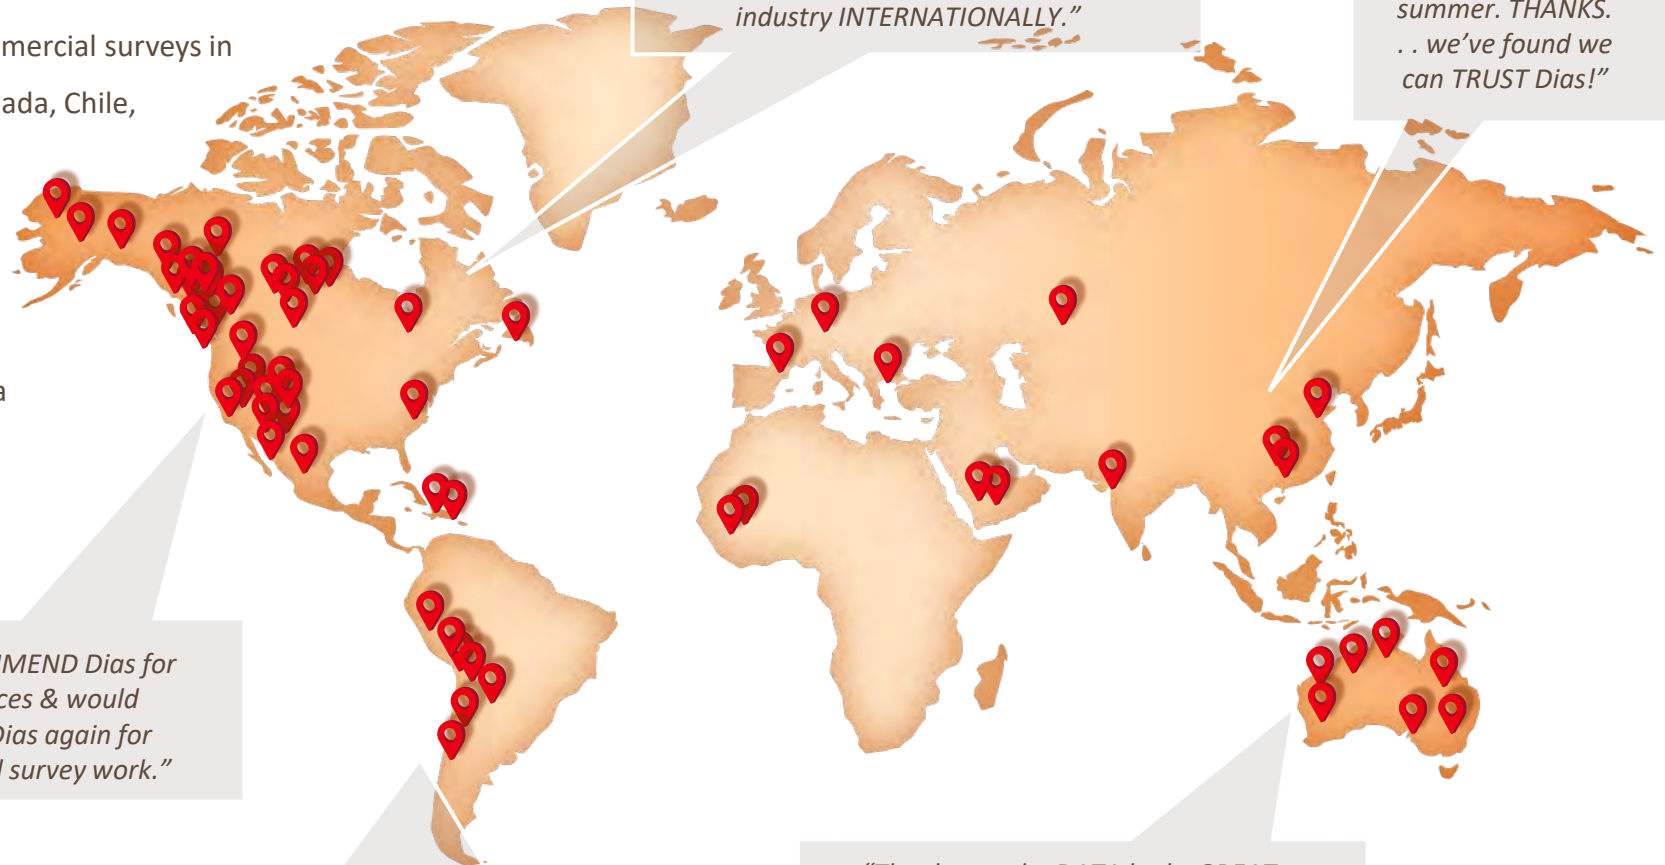 industry INTERNATIONALLY.”
summer. THANKS.
. . we’ve found we
can TRUST Dias!”
mercial surveys in
ada, Chile,
a
MEND Dias for
ces & would
Dias again for
survey work.”